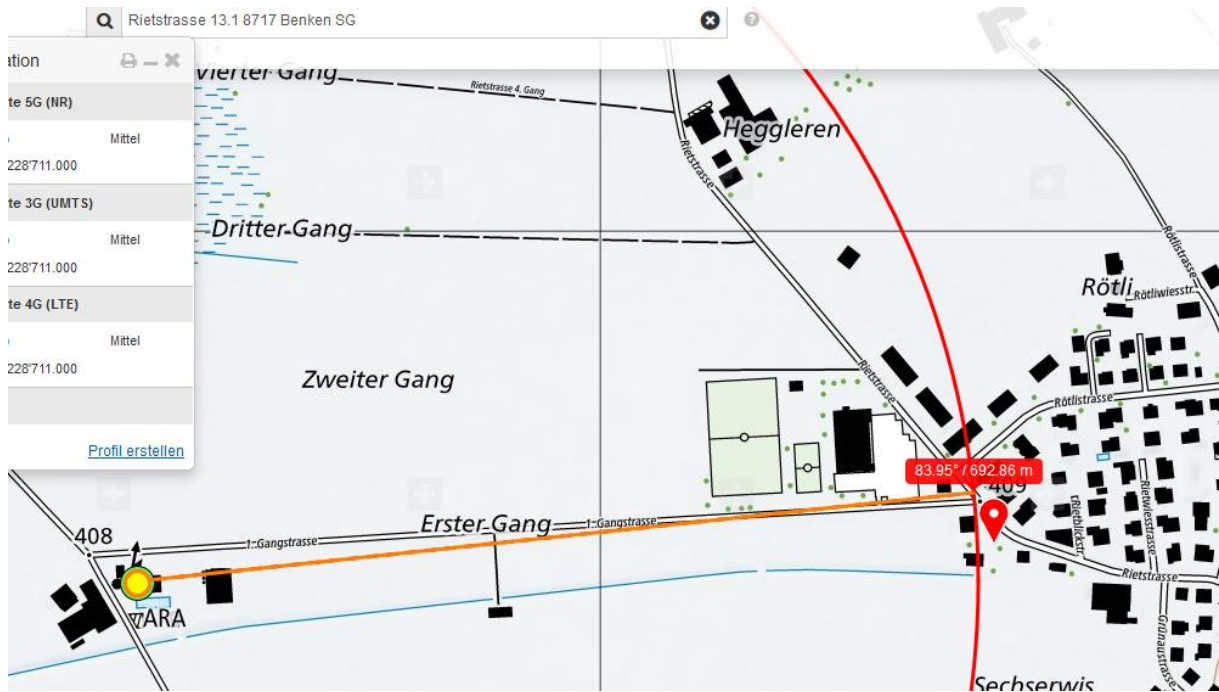 Rietstrasse 13.1 8717 Benken SG
ation
te 5G (NR)
Mittel
228'711.000
te 3G (UMTS)
Mittel
228'711.000
te 4G (LTE)
Mittel
228'711.000
Profil erstellen
Vierter Gang
Rietstrasse 4. Gang
Heggleren
Rietstrasse
Dritter-Gang
Rötlistrasse
Rötli
Rötliwiesstr.
Zweiter Gang
Rietstrasse
Rötlistrasse
83.95° / 692.86 m
409
Erster-Gang
1.-Gangstrasse
1.-Gangstrasse
408
Rietblickstr.
Rietwiesstrasse
Rietstrasse
ARA
Grünaustrasse
Sechserwis